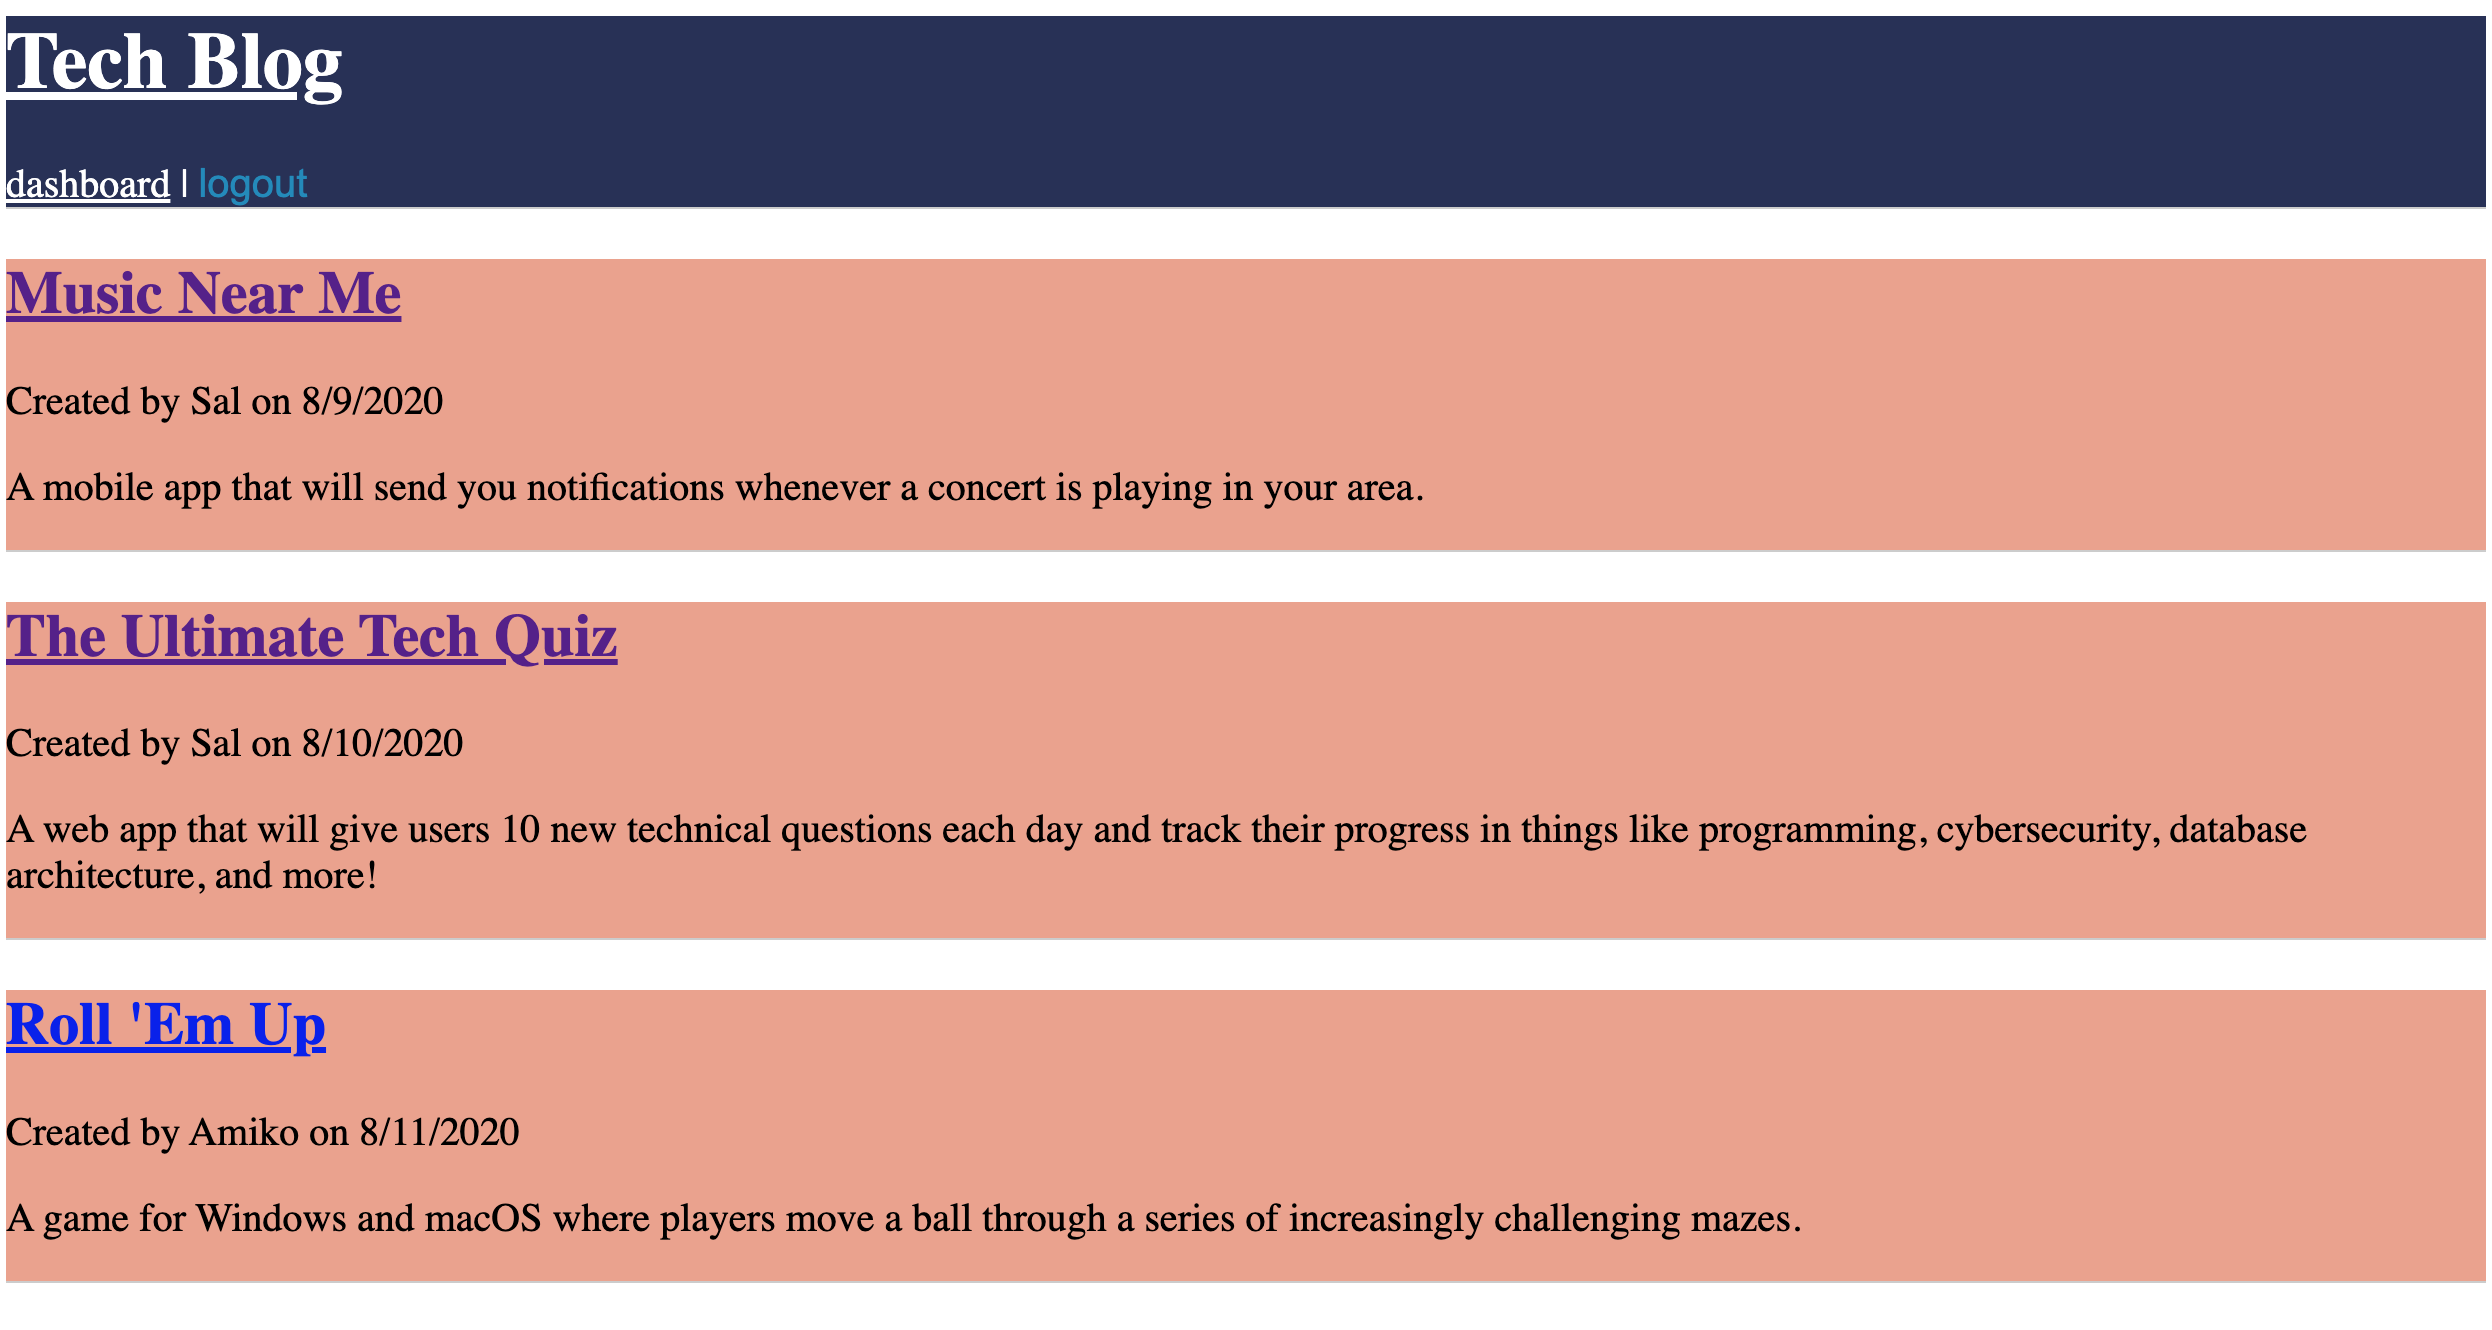 Tech Blog
dashboard | logout
Music Near Me
Created by Sal on 8/9/2020
A mobile app that will send you notifications whenever a concert is playing in your area.
The Ultimate Tech Quiz
Created by Sal on 8/10/2020
A web app that will give users 10 new technical questions each day and track their progress in things like programming, cybersecurity, database
architecture, and more!
Roll 'Em Up
Created by Amiko on 8/11/2020
A game for Windows and macOS where players move a ball through a series of increasingly challenging mazes.